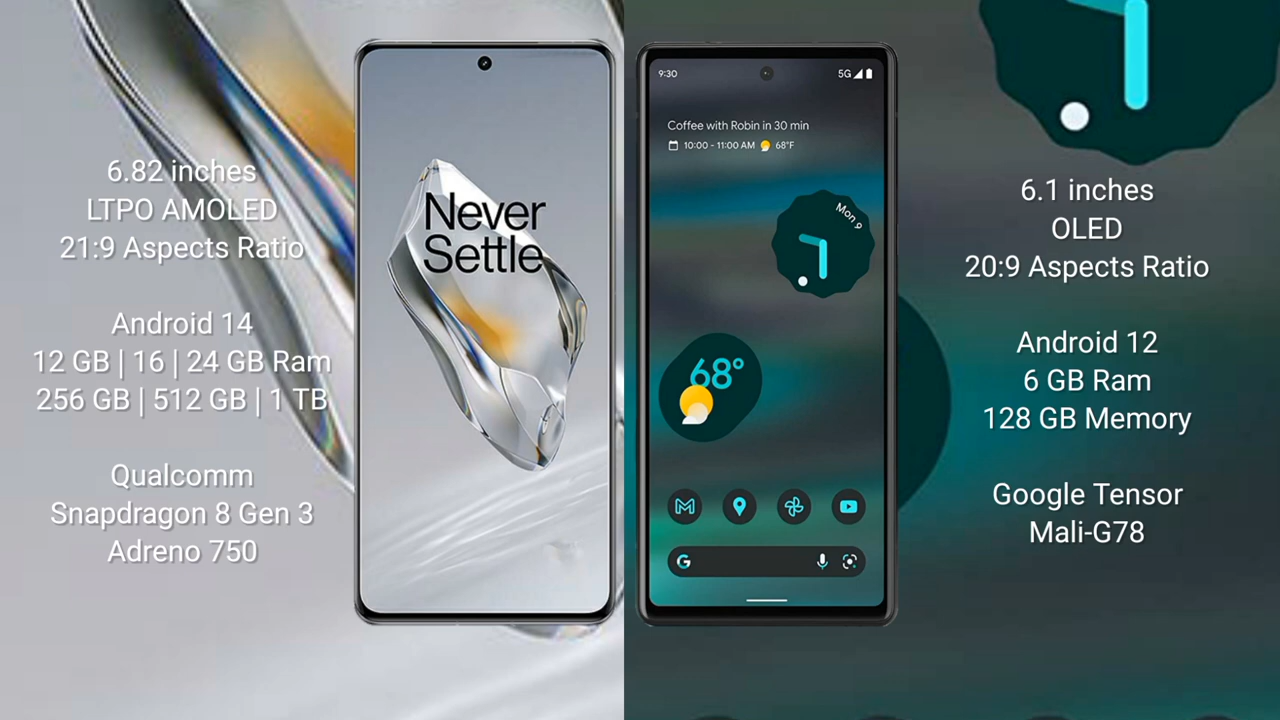 6.82 inches
LTPO AMOLED
21:9 Aspects Ratio
Android 14
12 GB | 16 | 24 GB Ram
256 GB | 512 GB | 1 TB
Qualcomm
Snapdragon 8 Gen 3
Adreno 750
Never
Settle
9:30
5G
Coffee with Robin in 30 min
10:00 - 11:00 AM 68°F
Mon 9
68°
G
6.1 inches
OLED
20:9 Aspects Ratio
Android 12
6 GB Ram
128 GB Memory
Google Tensor
Mali-G78